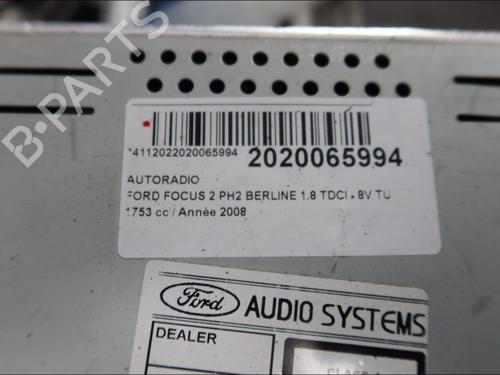 B-PARTS
*4112022020065994 2020065994
AUTORADIO
FORD FOCUS 2 PH2 BERLINE 1.8 TDCI - 8V TU
1753 cc / Année 2008
Ford AUDIO SYSTEMS
DEALER